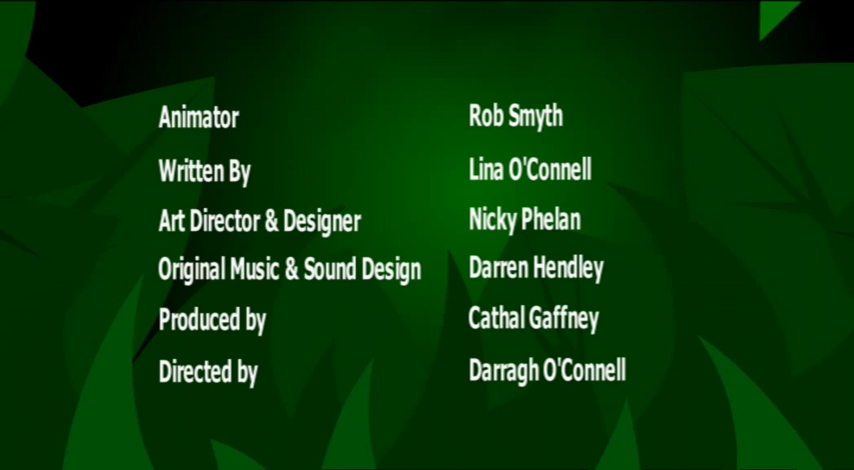 Animator Rob Smyth
Written By Lina O'Connell
Art Director & Designer Nicky Phelan
Original Music & Sound Design Darren Hendley
Produced by Cathal Gaffney
Directed by Darragh O'Connell